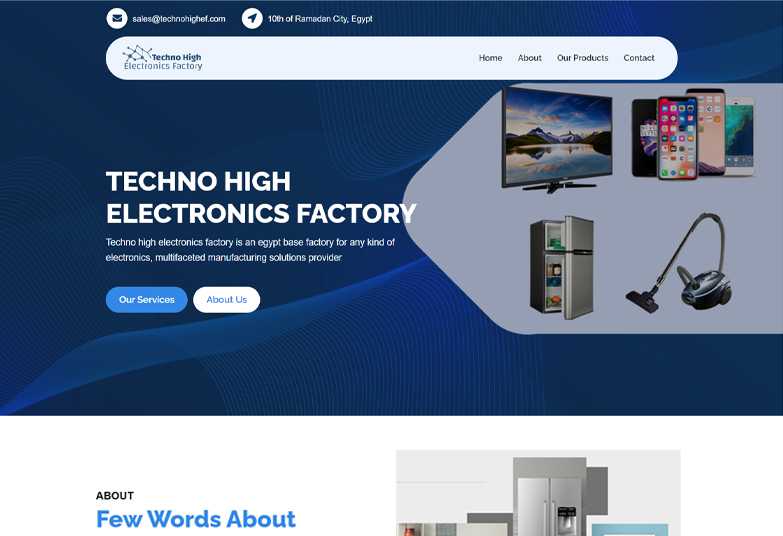 sales@technohighef.com
10th of Ramadan City, Egypt
Techno High
Electronics Factory
Home
About
Our Products
Contact
TECHNO HIGH
ELECTRONICS FACTORY
Techno high electronics factory is an egypt base factory for any kind of
electronics, multifaceted manufacturing solutions provider
Our Services
About Us
ABOUT
Few Words About